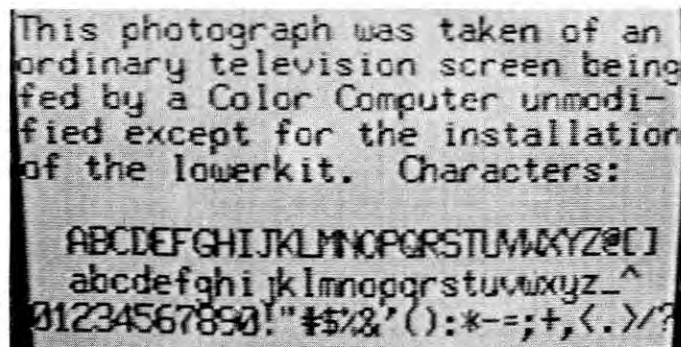 This photograph was taken of an
ordinary television screen being
fed by a Color Computer unmodi-
fied except for the installation
of the lowerkit.  Characters:
ABCDEFGHIJKLMNOPQRSTUVWXYZ@[]
abcdefghijklmnopqrstuvwxyz_^
01234567890!"#$%&'():*-=;+,<.>/?